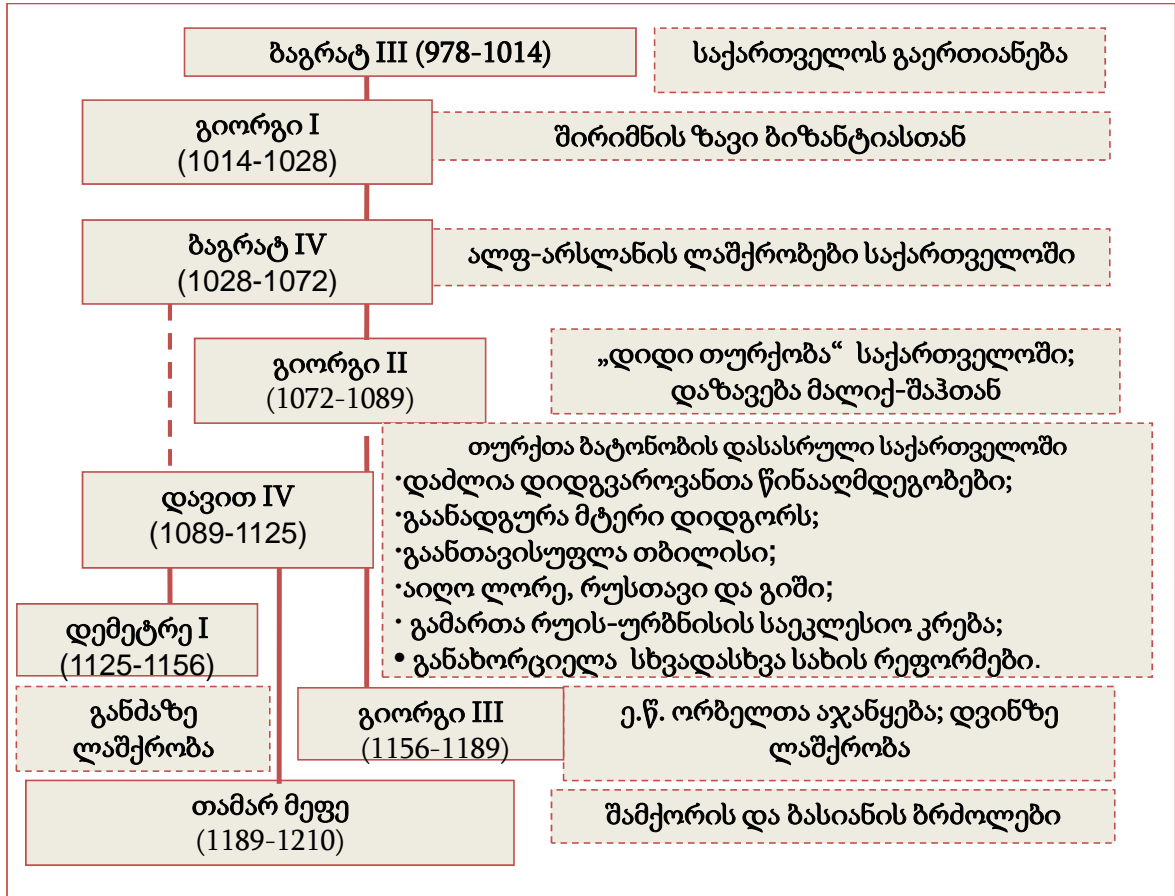 ბაგრატ III (978-1014)
საქართველოს გაერთიანება
გიორგი I
(1014-1028)
შირიმნის ზავი ბიზანტიასთან
ბაგრატ IV
(1028-1072)
ალფ-არსლანის ლაშქრობები საქართველოში
გიორგი II
(1072-1089)
„დიდი თურქობა“ საქართველოში;
დაზავება მალიქ-შაჰთან
თურქთა ბატონობის დასასრული საქართველოში
·დაძლია დიდგვაროვანთა წინააღმდეგობები;
·გაანადგურა მტერი დიდგორს;
·გაანთავისუფლა თბილისი;
·აიღო ლორე, რუსთავი და გიში;
· გამართა რუის-ურბნისის საეკლესიო კრება;
• განახორციელა სხვადასხვა სახის რეფორმები.
დავით IV
(1089-1125)
დემეტრე I
(1125-1156)
განძაზე
ლაშქრობა
გიორგი III
(1156-1189)
ე.წ. ორბელთა აჯანყება; დვინზე
ლაშქრობა
თამარ მეფე
(1189-1210)
შამქორის და ბასიანის ბრძოლები